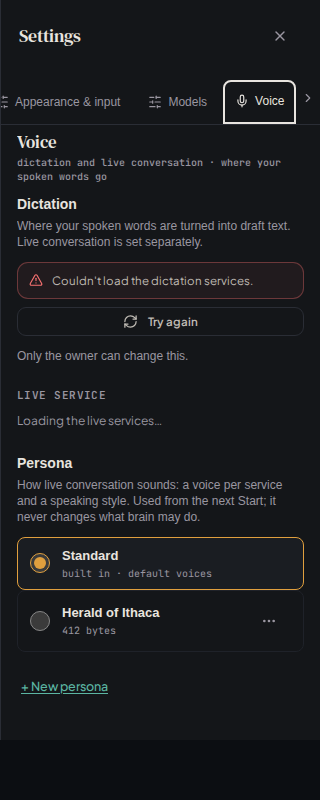 Settings
Appearance & input
Models
Voice
Voice
dictation and live conversation · where your
spoken words go
Dictation
Where your spoken words are turned into draft text.
Live conversation is set separately.
Couldn't load the dictation services.
Try again
Only the owner can change this.
LIVE SERVICE
Loading the live services…
Persona
How live conversation sounds: a voice per service
and a speaking style. Used from the next Start; it
never changes what brain may do.
Standard
built in · default voices
Herald of Ithaca
412 bytes
+ New persona